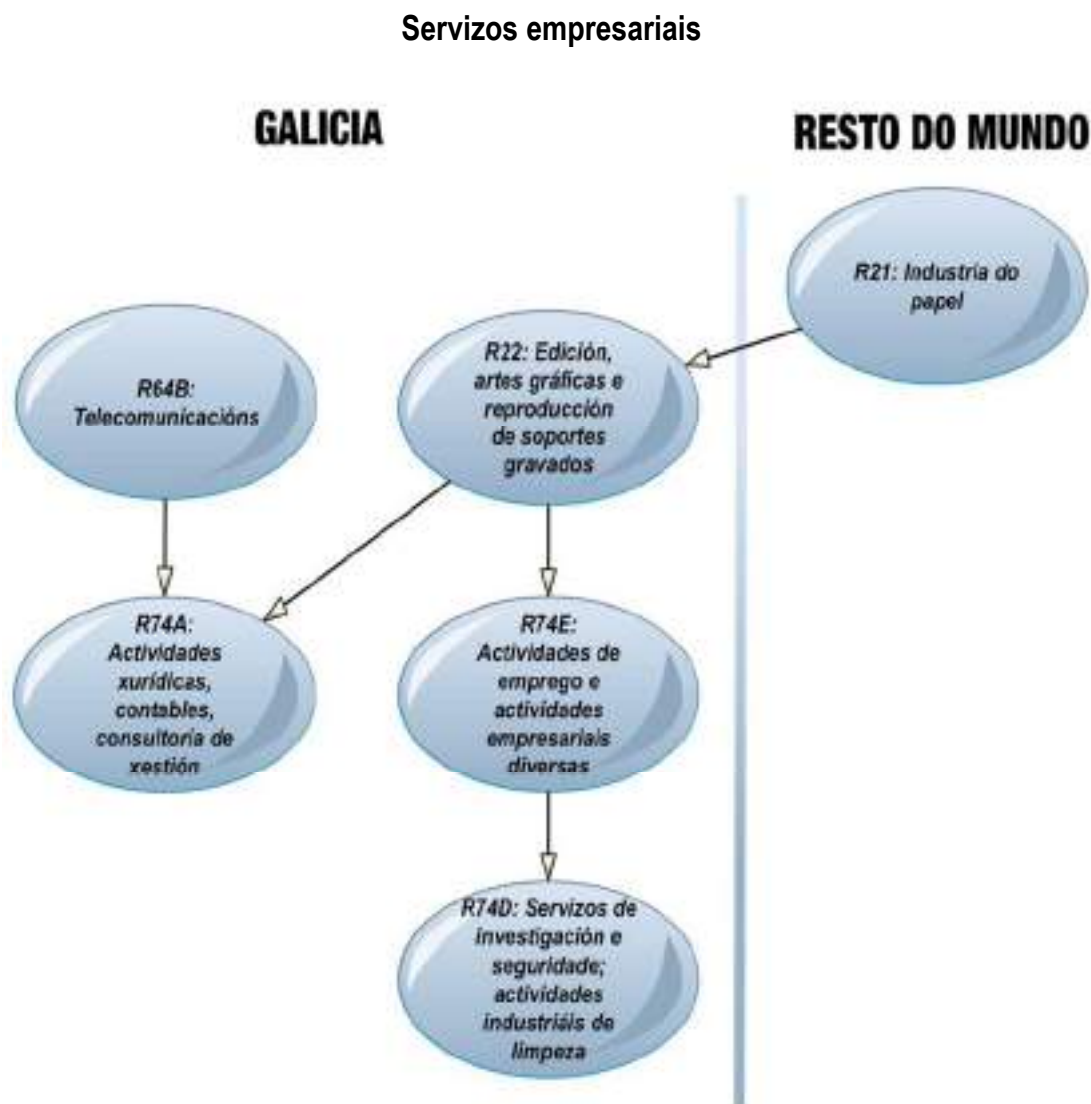 Servizos empresariais
GALICIA
RESTO DO MUNDO
R21: Industria do
papel
R64B:
Telecomunicacións
R22: Edición,
artes gráficas e
reproducción
de soportes
gravados
R74A:
Actividades
xurídicas,
contables,
consultoría de
xestión
R74E:
Actividades de
emprego e
actividades
empresariais
diversas
R74D: Servizos de
investigación e
seguridade;
actividades
industriáis de
limpeza